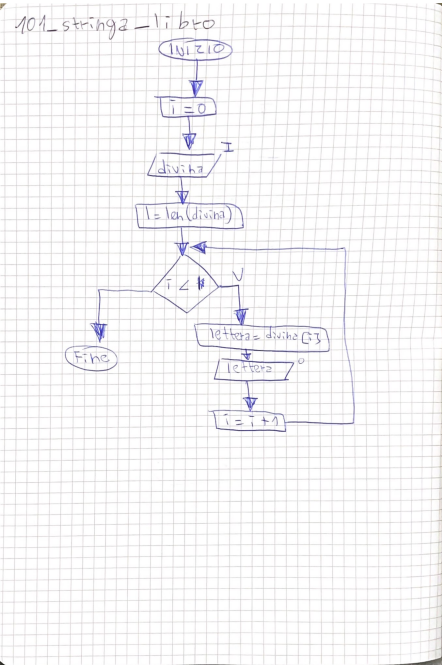 101_stringa_libro
INIZIO
i = 0
I
divina
l = len(divina)
i <
V
lettera = divina[i]
Fine
lettera
O
i = i + 1